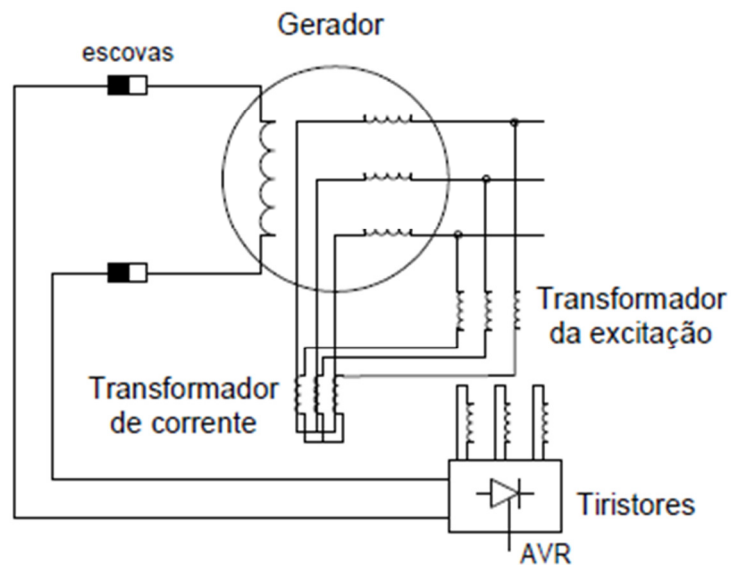 Gerador
escovas
Transformador
da excitação
Transformador
de corrente
Tiristores
AVR